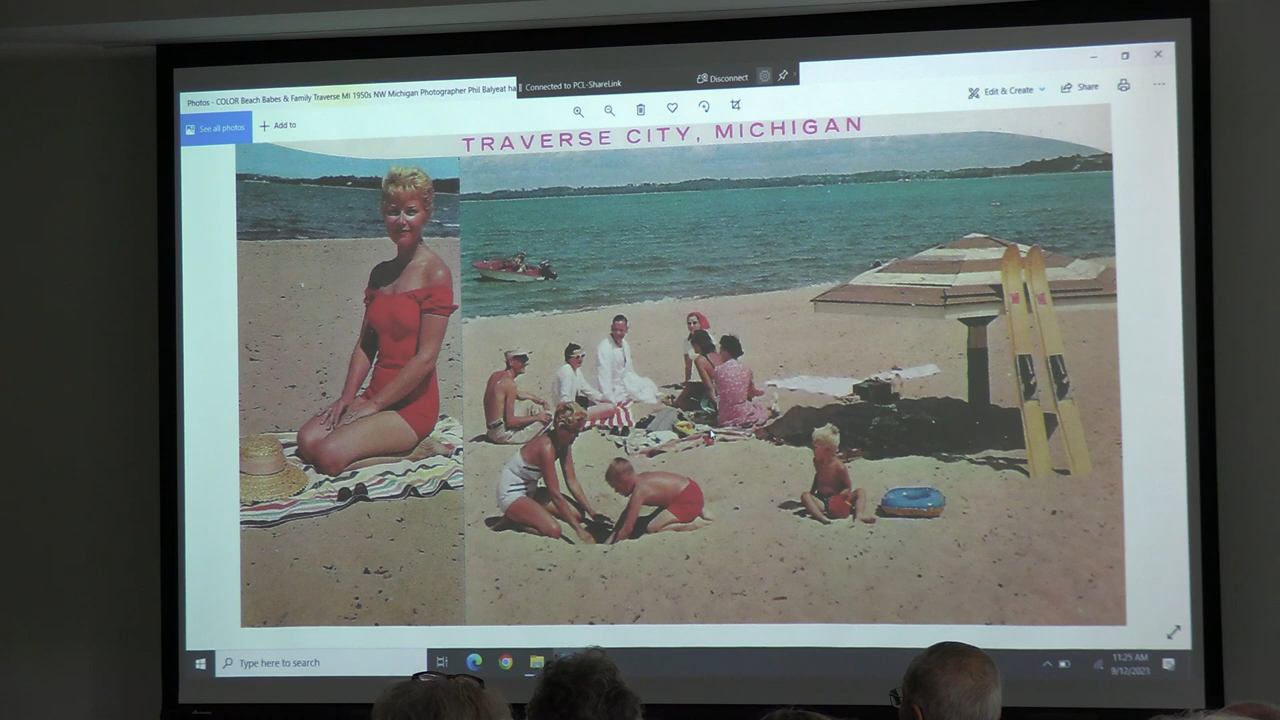 Connected to PCL-ShareLink
Disconnect
Photos - COLOR Beach Babes & Family Traverse MI 1950s NW Michigan Photographer Phil Balyeat ha
See all photos
Add to
Edit & Create
Share
TRAVERSE CITY, MICHIGAN
Type here to search
11:25 AM
9/12/2023